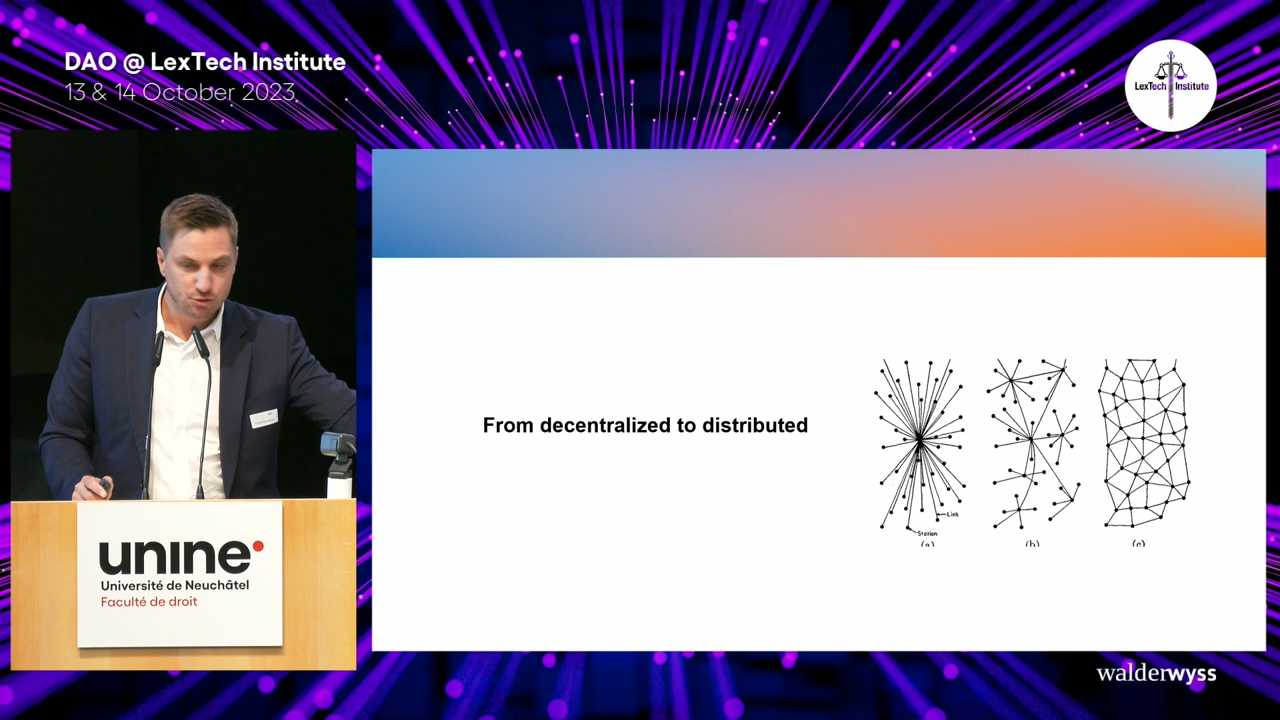 DAO @ LexTech Institute
13 & 14 October 2023
LexTech Institute
From decentralized to distributed
Link
Station
(a) (b) (c)
unine
Université de Neuchâtel
Faculté de droit
walderwyss